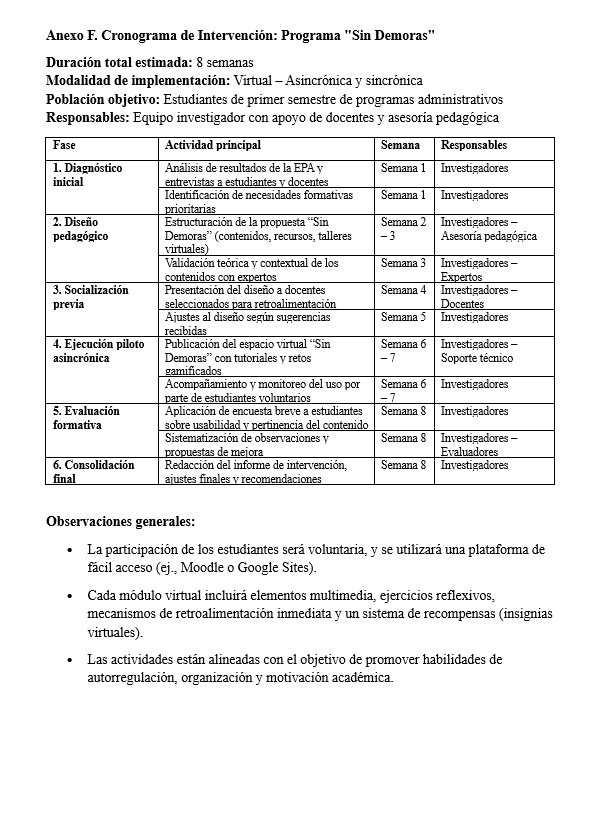 Anexo F. Cronograma de Intervención: Programa "Sin Demoras"
Duración total estimada: 8 semanas
Modalidad de implementación: Virtual – Asincrónica y sincrónica
Población objetivo: Estudiantes de primer semestre de programas administrativos
Responsables: Equipo investigador con apoyo de docentes y asesoría pedagógica
Fase Actividad principal Semana Responsables
1. Diagnóstico Análisis de resultados de la EPA y Semana 1 Investigadores
inicial entrevistas a estudiantes y docentes
Identificación de necesidades formativas Semana 1 Investigadores
prioritarias
2. Diseño Estructuración de la propuesta “Sin Semana 2 Investigadores –
pedagógico Demoras” (contenidos, recursos, talleres – 3 Asesoría pedagógica
virtuales)
Validación teórica y contextual de los Semana 3 Investigadores –
contenidos con expertos Expertos
3. Socialización Presentación del diseño a docentes Semana 4 Investigadores –
previa seleccionados para retroalimentación Docentes
Ajustes al diseño según sugerencias Semana 5 Investigadores
recibidas
4. Ejecución piloto Publicación del espacio virtual “Sin Semana 6 Investigadores –
asincrónica Demoras” con tutoriales y retos – 7 Soporte técnico
gamificados
Acompañamiento y monitoreo del uso por Semana 6 Investigadores
parte de estudiantes voluntarios – 7
5. Evaluación Aplicación de encuesta breve a estudiantes Semana 8 Investigadores
formativa sobre usabilidad y pertinencia del contenido
Sistematización de observaciones y Semana 8 Investigadores –
propuestas de mejora Evaluadores
6. Consolidación Redacción del informe de intervención, Semana 8 Investigadores
final ajustes finales y recomendaciones
Observaciones generales:
• La participación de los estudiantes será voluntaria, y se utilizará una plataforma de
fácil acceso (ej., Moodle o Google Sites).
• Cada módulo virtual incluirá elementos multimedia, ejercicios reflexivos,
mecanismos de retroalimentación inmediata y un sistema de recompensas (insignias
virtuales).
• Las actividades están alineadas con el objetivo de promover habilidades de
autorregulación, organización y motivación académica.